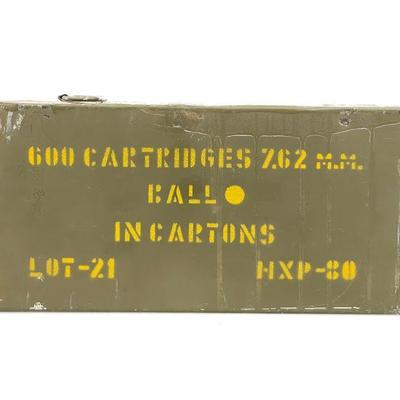 600 CARTRIDGES 7.62 M.M.
BALL
IN CARTONS
LOT-21 HXP-80